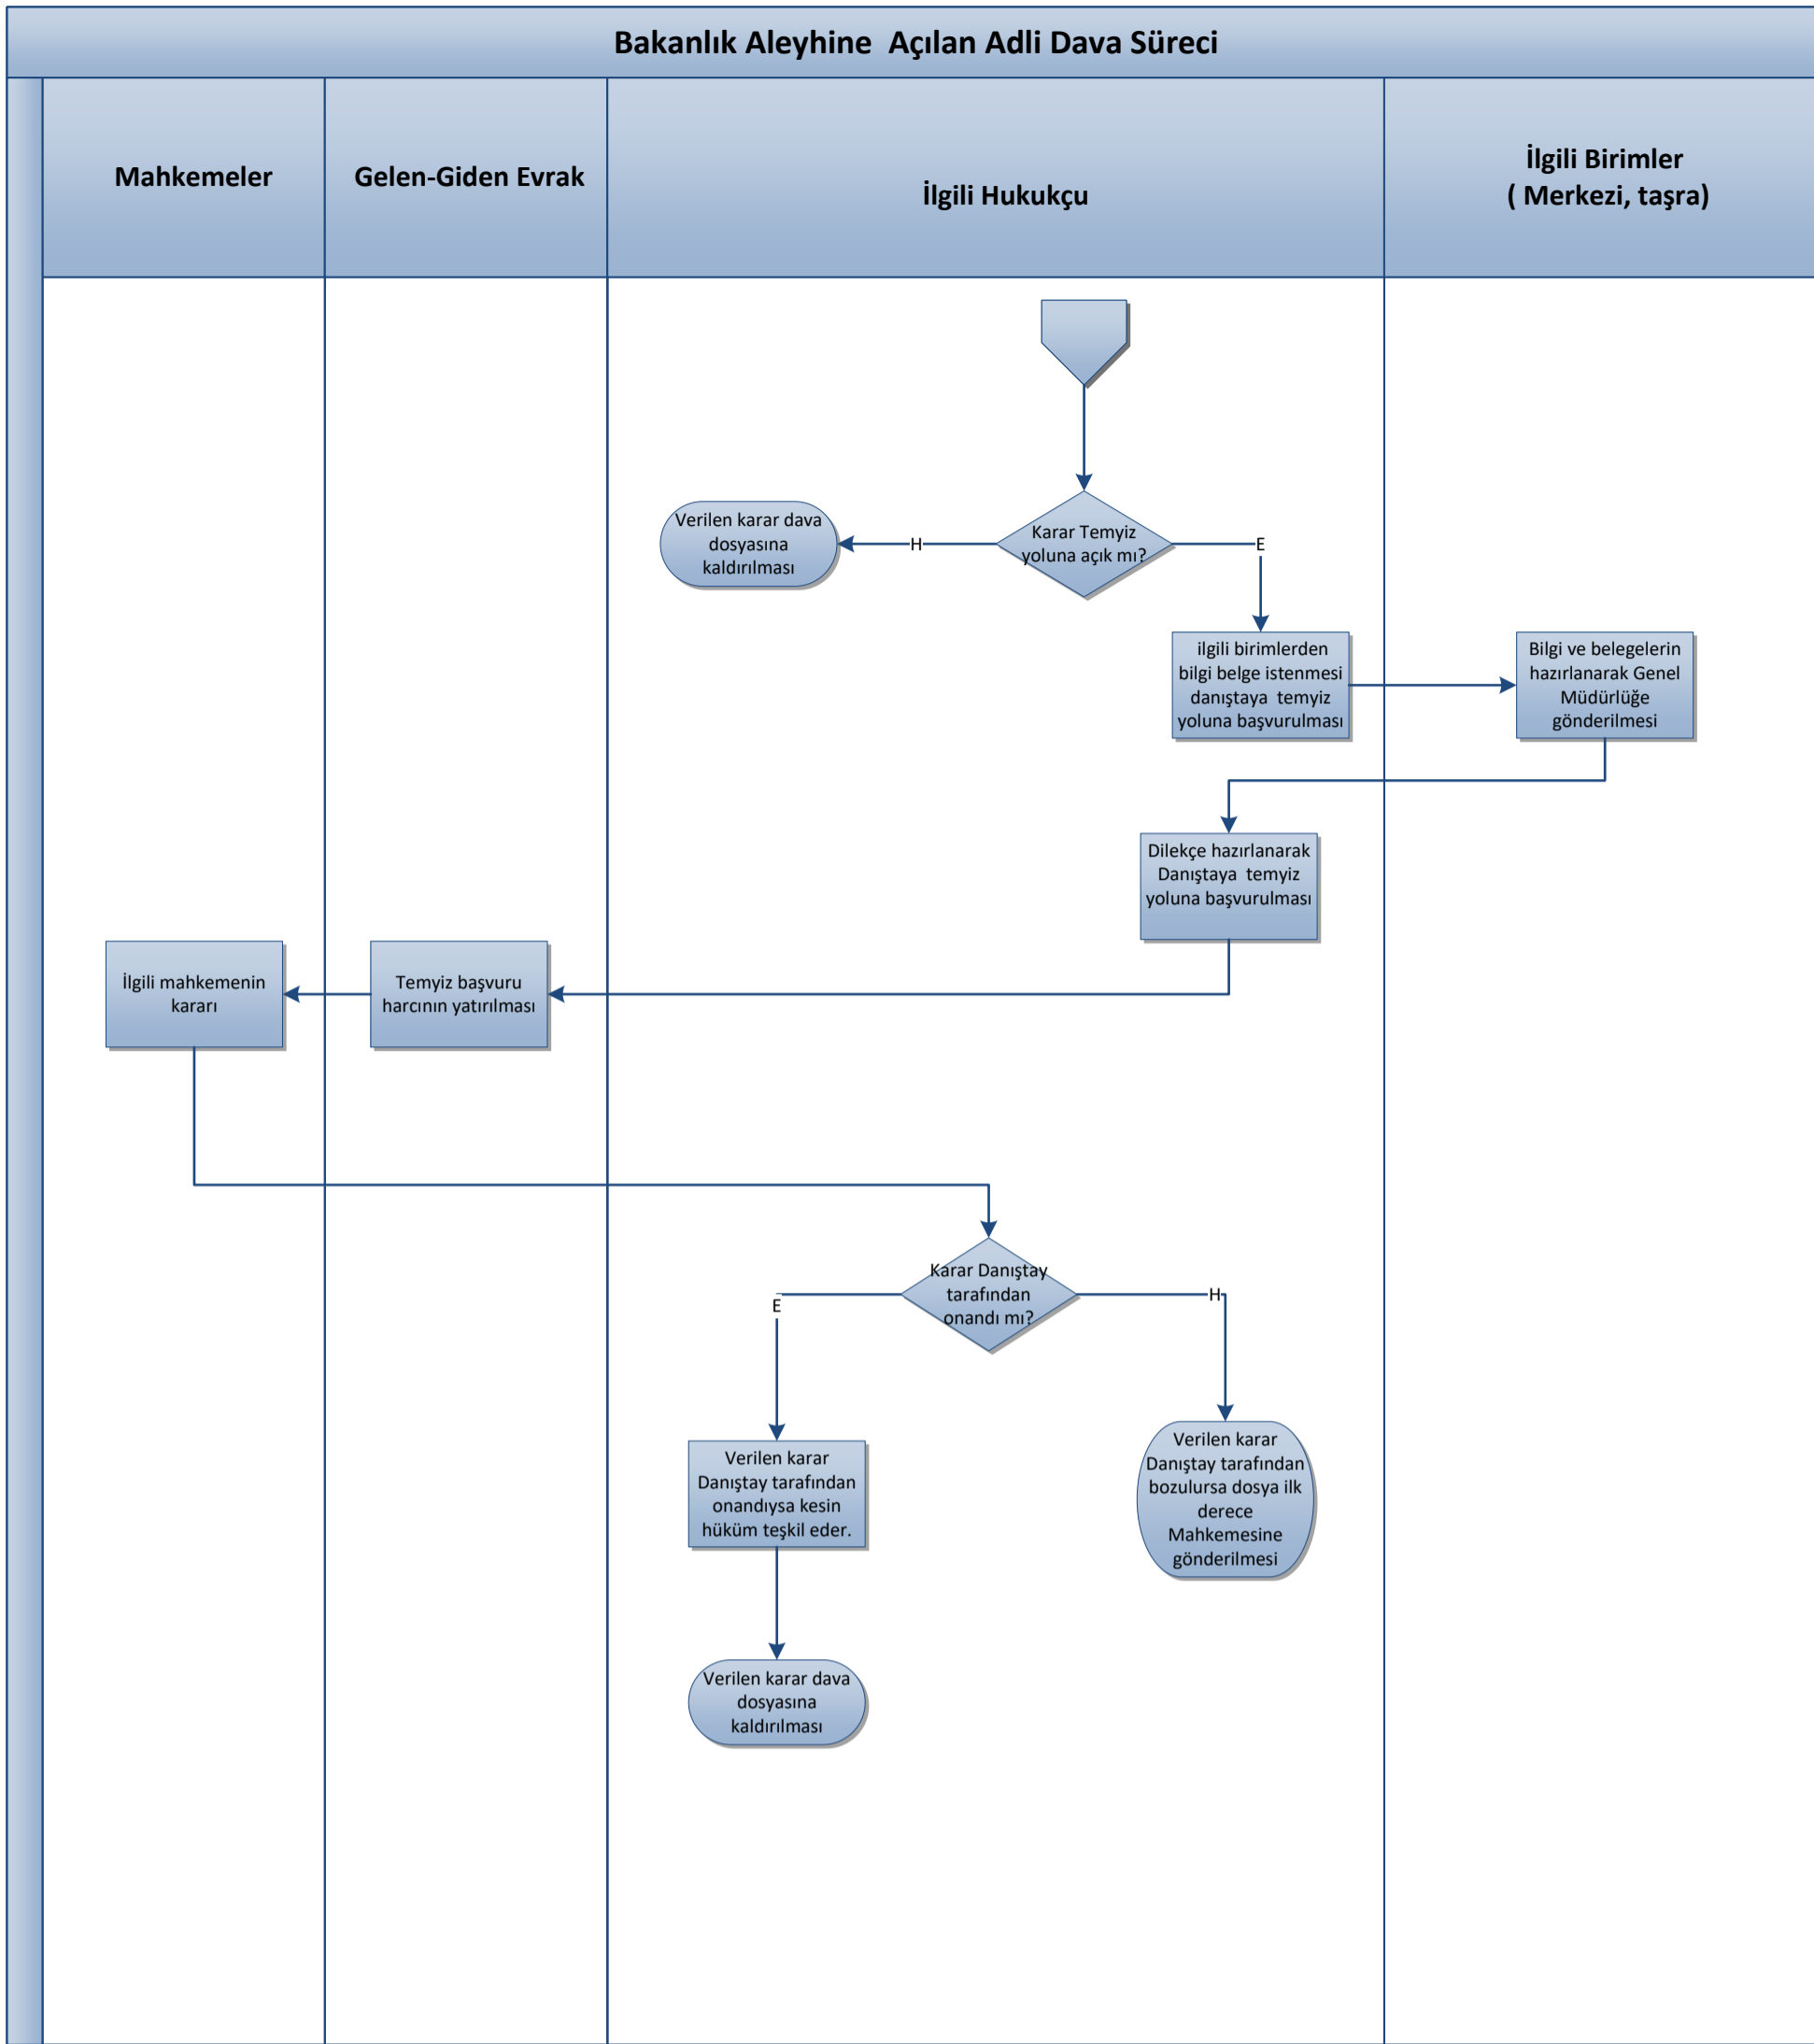 Bakanlık Aleyhine  Açılan Adli Dava Süreci
Mahkemeler
Gelen-Giden Evrak
İlgili Hukukçu
İlgili Birimler
( Merkezi, taşra)
Karar Temyiz
yoluna açık mı?
H
E
Verilen karar dava
dosyasına
kaldırılması
ilgili birimlerden
bilgi belge istenmesi
danıştaya  temyiz
yoluna başvurulması
Bilgi ve belegelerin
hazırlanarak Genel
Müdürlüğe
gönderilmesi
Dilekçe hazırlanarak
Danıştaya  temyiz
yoluna başvurulması
Temyiz başvuru
harcının yatırılması
İlgili mahkemenin
kararı
Karar Danıştay
tarafından
onandı mı?
E
H
Verilen karar
Danıştay tarafından
onandıysa kesin
hüküm teşkil eder.
Verilen karar
Danıştay tarafından
bozulursa dosya ilk
derece
Mahkemesine
gönderilmesi
Verilen karar dava
dosyasına
kaldırılması